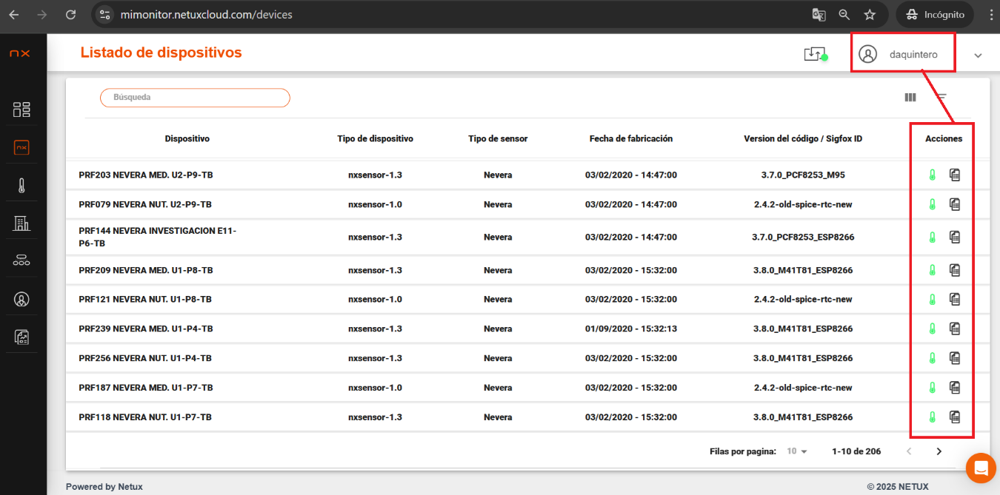 mimonitor.netuxcloud.com/devices
Incógnito
nx
Listado de dispositivos
daquintero
Búsqueda
Dispositivo Tipo de dispositivo Tipo de sensor Fecha de fabricación Version del código / Sigfox ID Acciones
PRF203 NEVERA MED. U2-P9-TB nxsensor-1.3 Nevera 03/02/2020 - 14:47:00 3.7.0_PCF8253_M95
PRF079 NEVERA NUT. U2-P9-TB nxsensor-1.0 Nevera 03/02/2020 - 14:47:00 2.4.2-old-spice-rtc-new
PRF144 NEVERA INVESTIGACION E11-
P6-TB nxsensor-1.3 Nevera 03/02/2020 - 14:47:00 3.7.0_PCF8253_ESP8266
PRF209 NEVERA MED. U1-P8-TB nxsensor-1.3 Nevera 03/02/2020 - 15:32:00 3.8.0_M41T81_ESP8266
PRF121 NEVERA NUT. U1-P8-TB nxsensor-1.0 Nevera 03/02/2020 - 15:32:00 2.4.2-old-spice-rtc-new
PRF239 NEVERA MED. U1-P4-TB nxsensor-1.3 Nevera 01/09/2020 - 15:32:13 3.8.0_M41T81_ESP8266
PRF256 NEVERA NUT. U1-P4-TB nxsensor-1.3 Nevera 03/02/2020 - 15:32:00 3.8.0_M41T81_ESP8266
PRF187 NEVERA MED. U1-P7-TB nxsensor-1.0 Nevera 03/02/2020 - 15:32:00 2.4.2-old-spice-rtc-new
PRF118 NEVERA NUT. U1-P7-TB nxsensor-1.3 Nevera 03/02/2020 - 15:32:00 3.8.0_M41T81_ESP8266
Filas por pagina: 10 1-10 de 206
Powered by Netux © 2025 NETUX